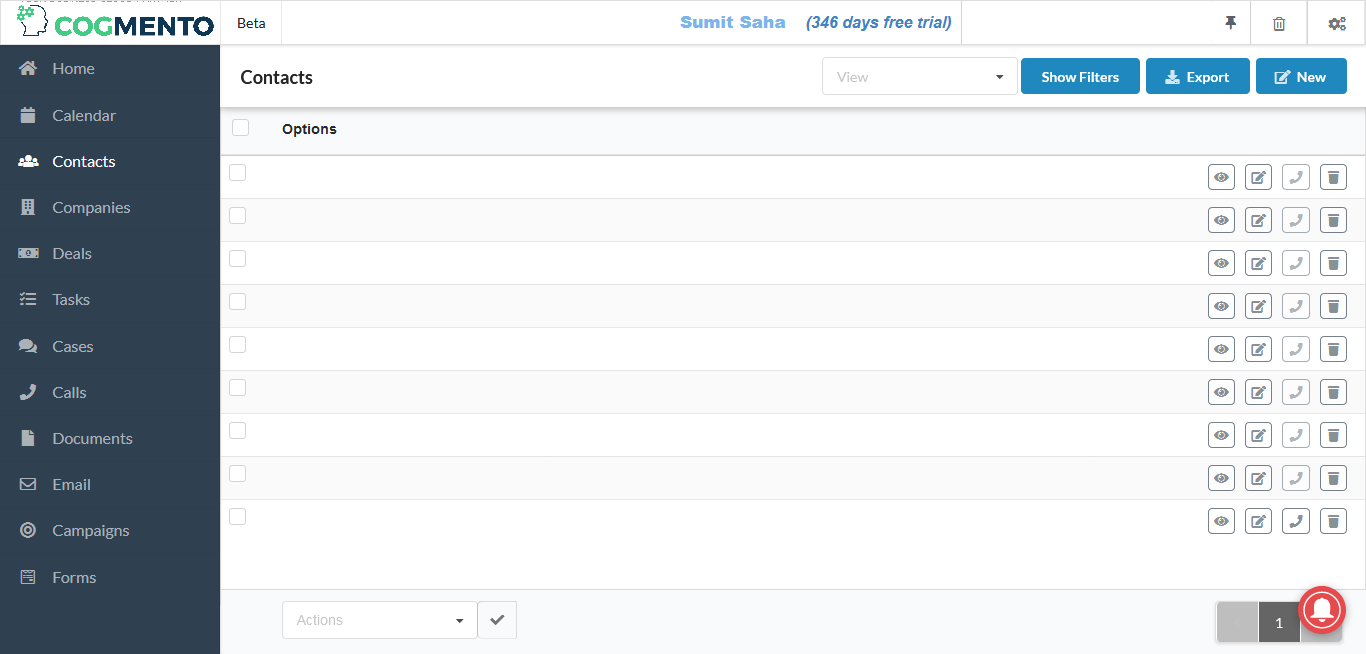 COGMENTO
Beta
Sumit Saha (346 days free trial)
Home
Calendar
Contacts
Companies
Deals
Tasks
Cases
Calls
Documents
Email
Campaigns
Forms
Contacts
View
Show Filters
Export
New
Options
Actions
1